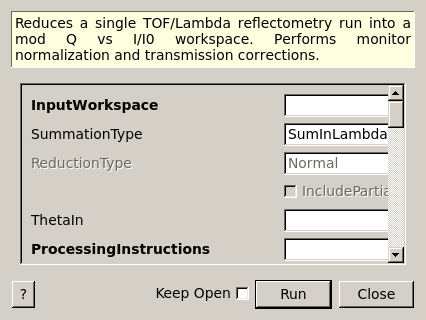 Reduces a single TOF/Lambda reflectometry run into a
mod Q vs I/I0 workspace. Performs monitor
normalization and transmission corrections.
InputWorkspace
SummationType SumInLambda
ReductionType Normal
IncludePartia
ThetaIn
ProcessingInstructions
? Keep Open Run Close